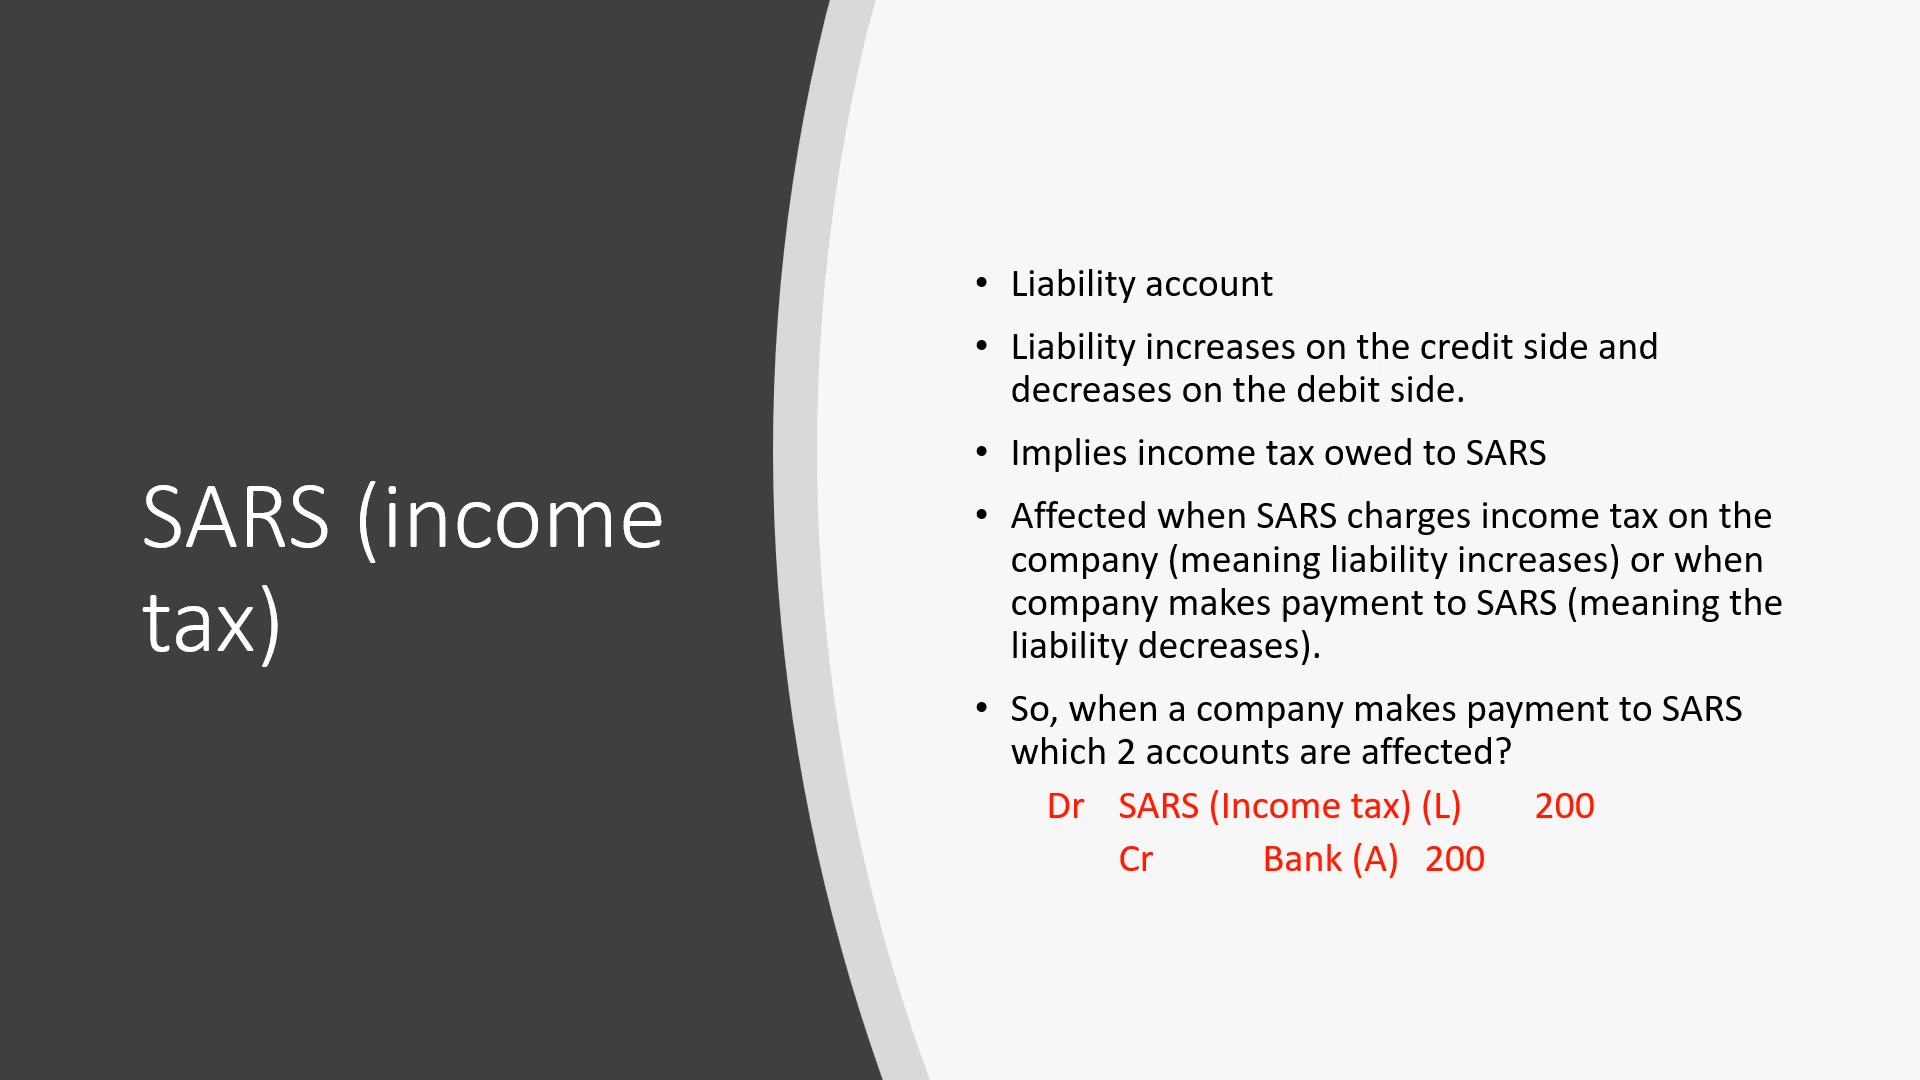 SARS (income
tax)
• Liability account
• Liability increases on the credit side and
decreases on the debit side.
• Implies income tax owed to SARS
• Affected when SARS charges income tax on the
company (meaning liability increases) or when
company makes payment to SARS (meaning the
liability decreases).
• So, when a company makes payment to SARS
which 2 accounts are affected?
Dr SARS (Income tax) (L) 200
Cr Bank (A) 200